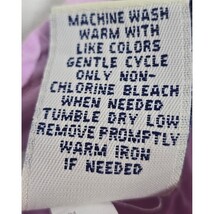 MACHINE WASH
WARM WITH
LIKE COLORS
GENTLE CYCLE
ONLY NON-
CHLORINE BLEACH
WHEN NEEDED
TUMBLE DRY LOW
REMOVE PROMPTLY
WARM IRON
IF NEEDED